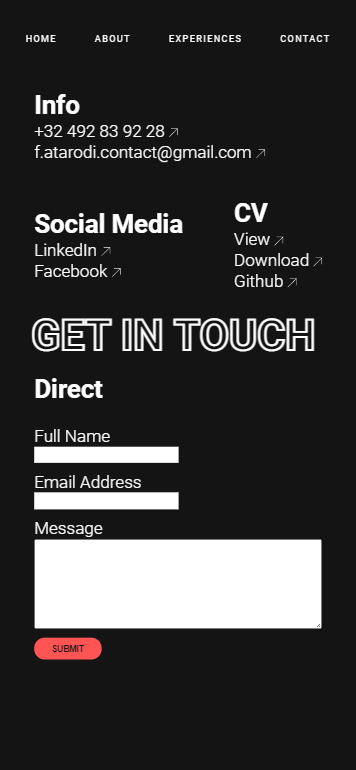 HOME ABOUT EXPERIENCES CONTACT
Info
+32 492 83 92 28
f.atarodi.contact@gmail.com
Social Media
LinkedIn
Facebook
CV
View
Download
Github
GET IN TOUCH
Direct
Full Name
Email Address
Message
SUBMIT